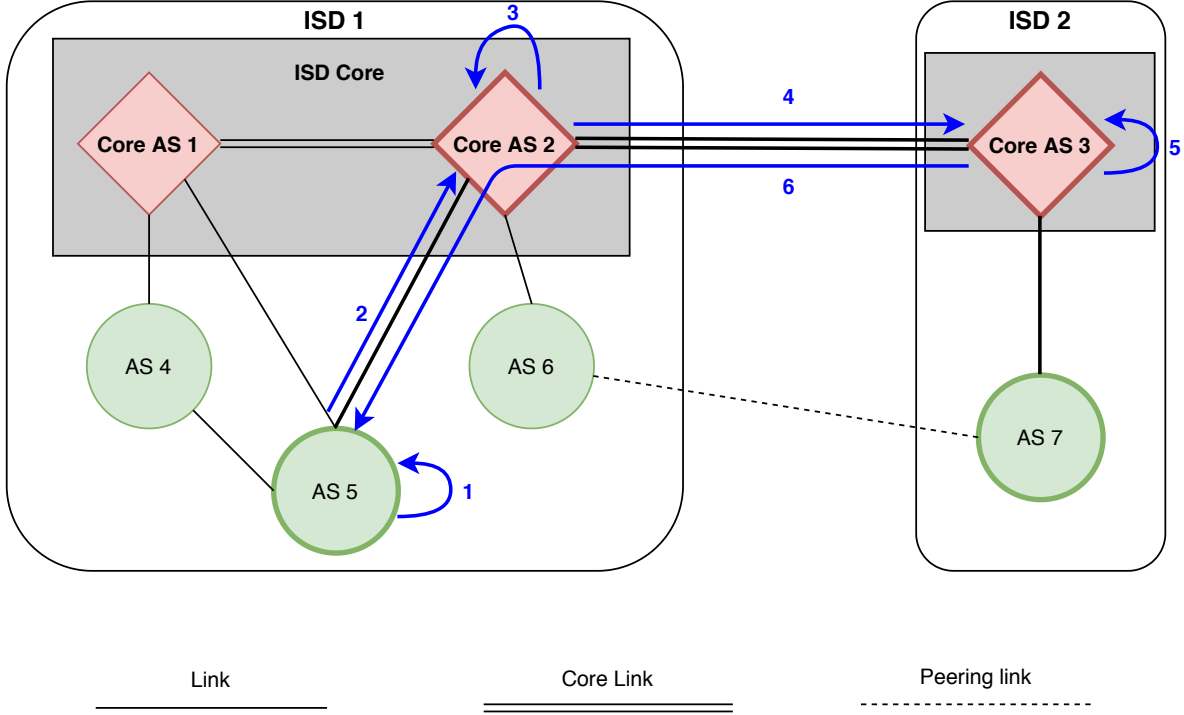 ISD 1
ISD 2
3
ISD Core
4
Core AS 1
Core AS 2
Core AS 3
5
6
2
AS 4
AS 6
AS 7
AS 5
1
Link
Core Link
Peering link